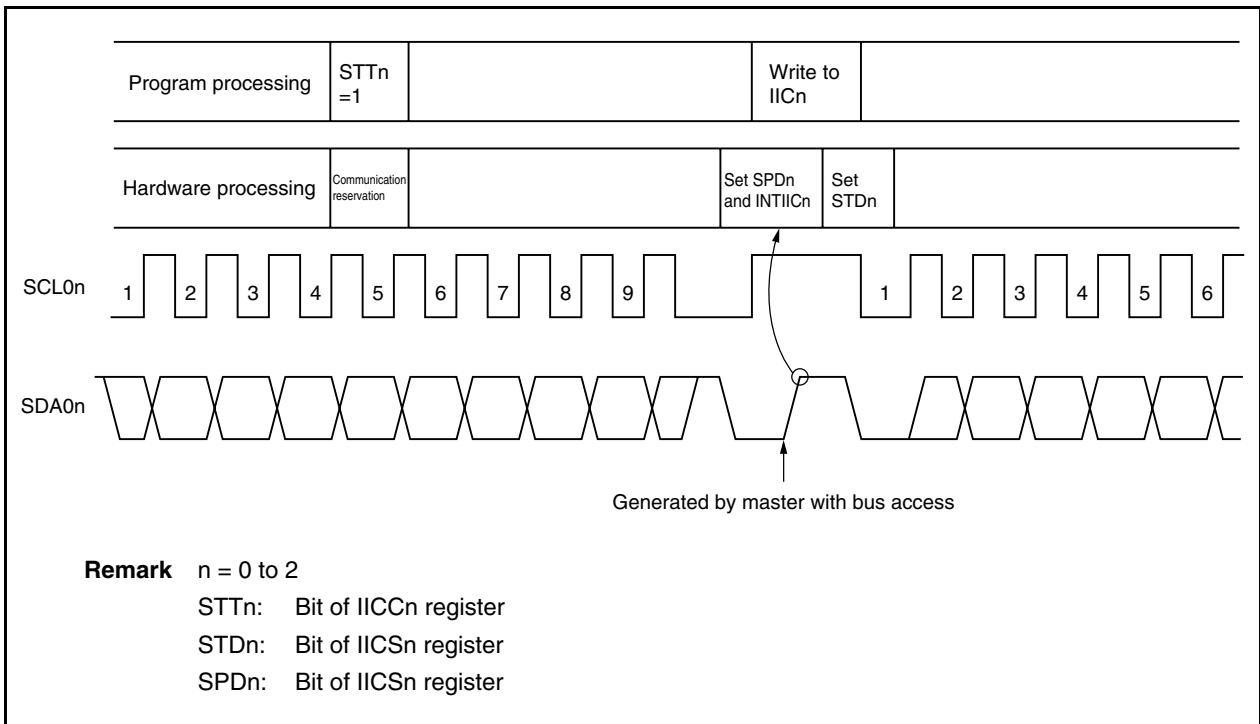 Program processing
STTn
=1
Write to
IICn
Hardware processing
Communication
reservation
Set SPDn
and INTIICn
Set
STDn
SCL0n
1 2 3 4 5 6 7 8 9 1 2 3 4 5 6
SDA0n
Generated by master with bus access
Remark n = 0 to 2
STTn: Bit of IICCn register
STDn: Bit of IICSn register
SPDn: Bit of IICSn register